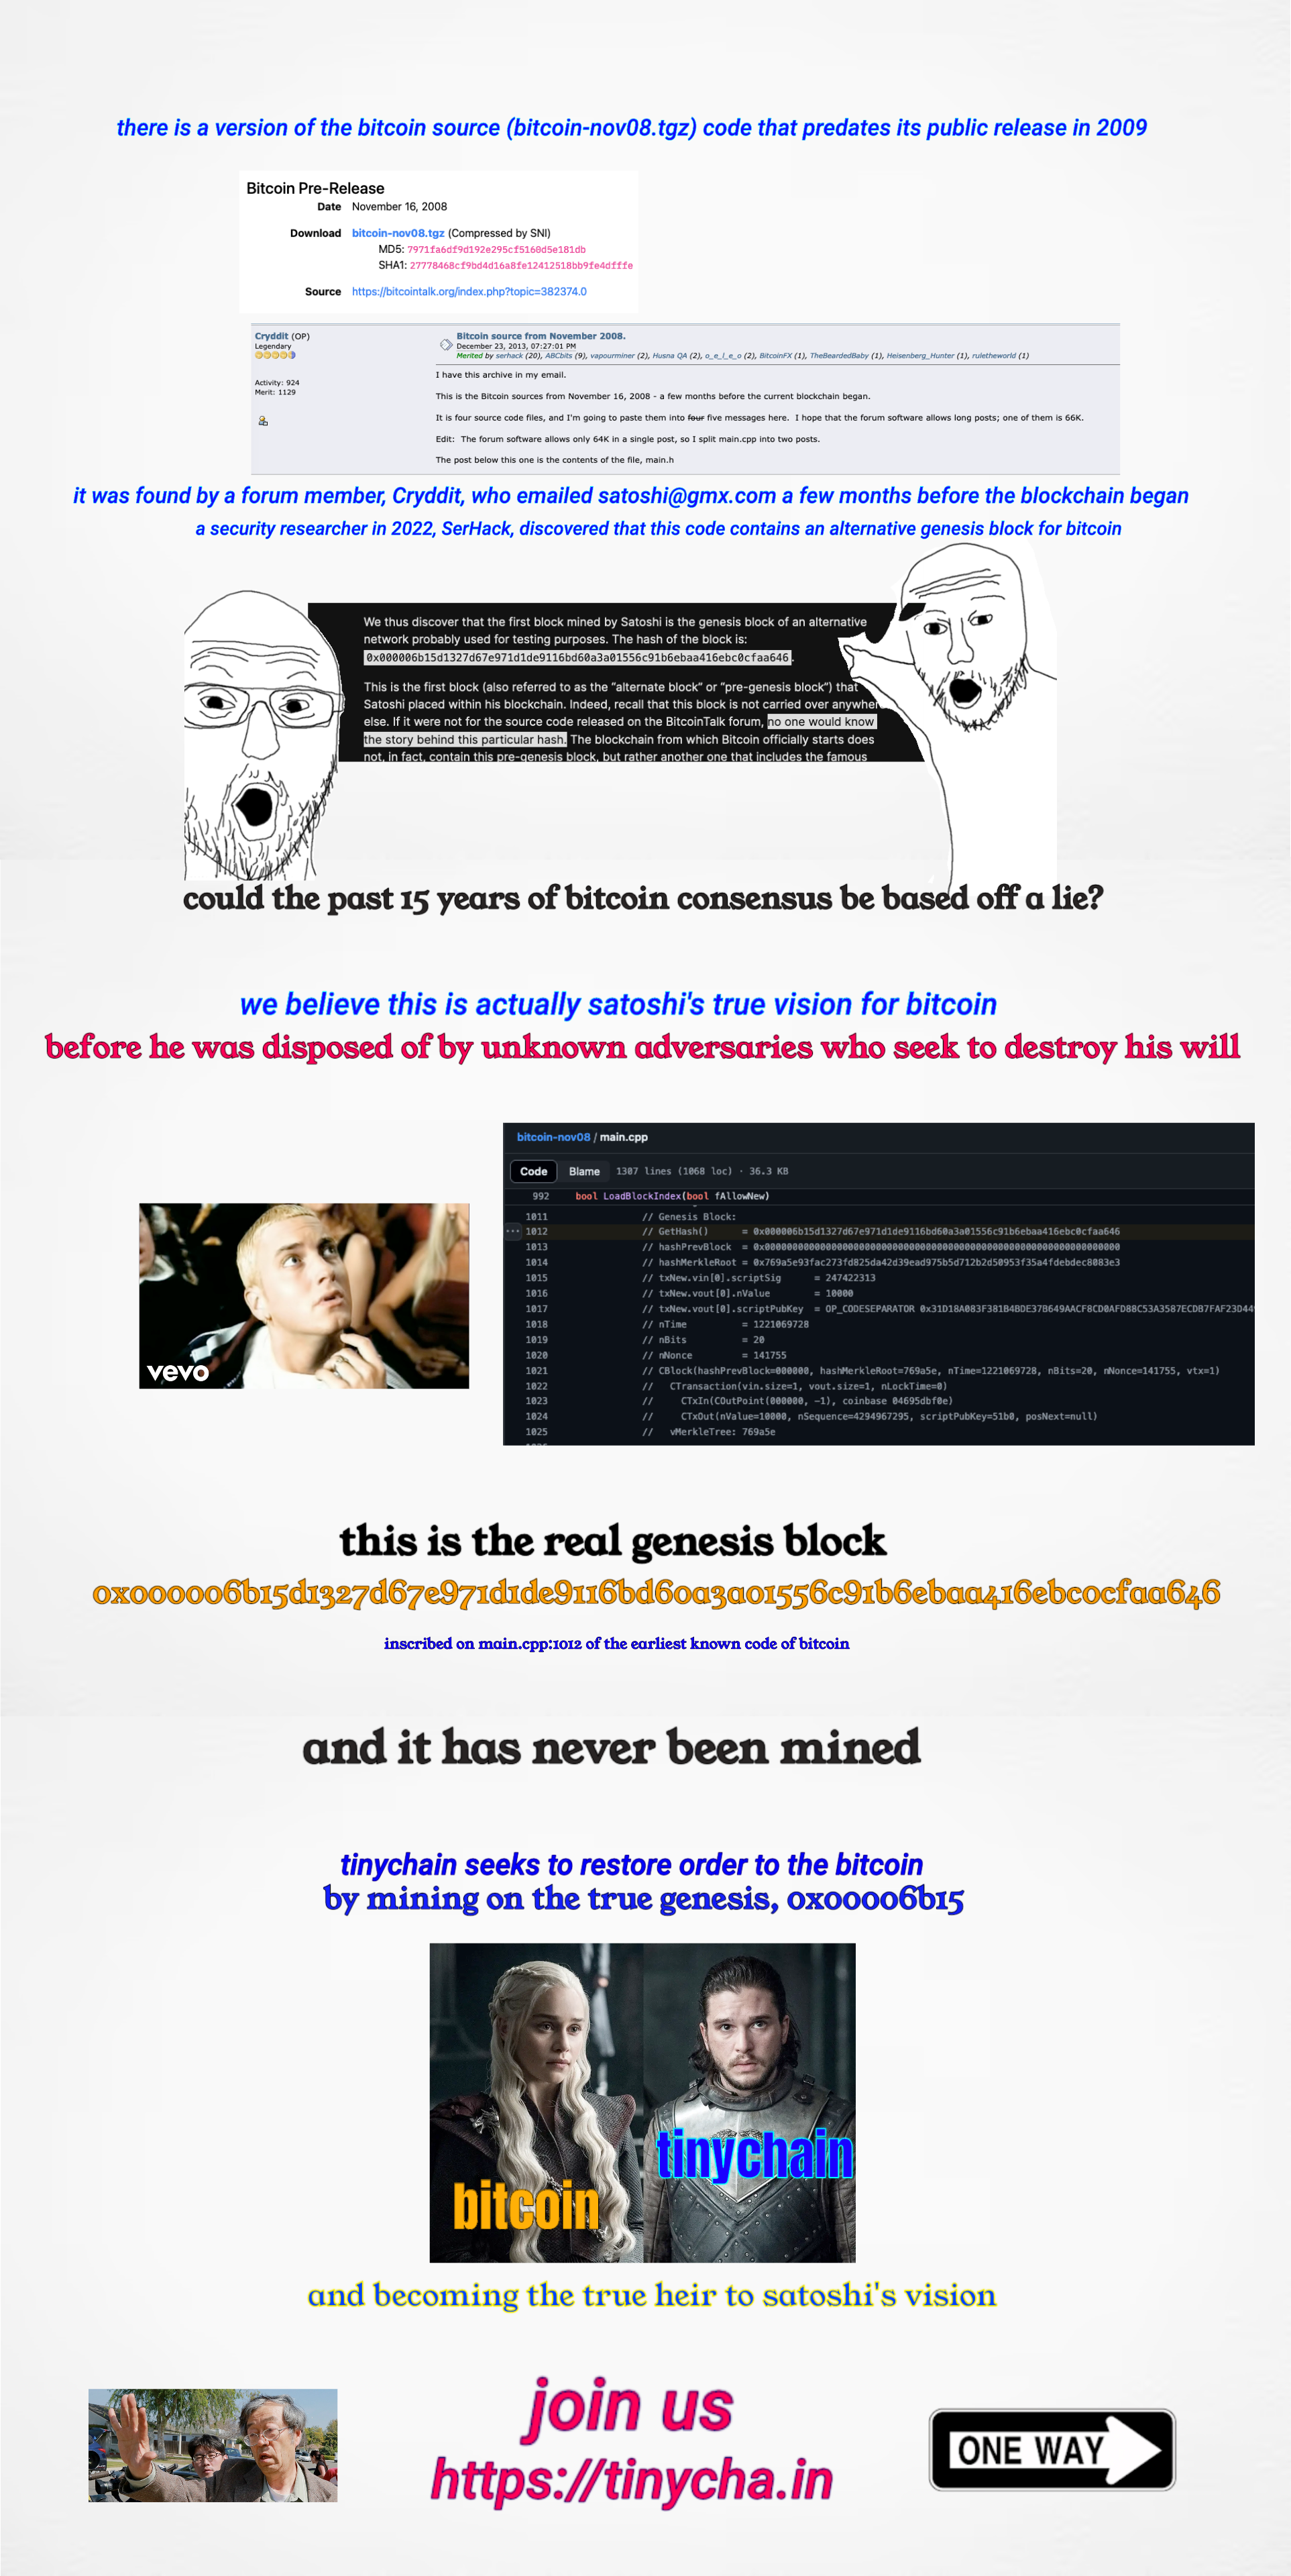 there is a version of the bitcoin source (bitcoin-nov08.tgz) code that predates its public release in 2009
Bitcoin Pre-Release
Date November 16, 2008
Download bitcoin-nov08.tgz (Compressed by SNI)
MD5: 7971fa6df9d192e295cf5160d5e181db
SHA1: 27778468cf9bd4d16a8fe12412518bb9fe4dfffe
Source https://bitcointalk.org/index.php?topic=382374.0
Cryddit (OP)
Legendary
Activity: 924
Merit: 1129
Bitcoin source from November 2008.
December 23, 2013, 07:27:01 PM
Merited by serhack (20), ABCbits (9), vapourminer (2), Husna QA (2), o_e_l_e_o (2), BitcoinFX (1), TheBeardedBaby (1), Heisenberg_Hunter (1), ruletheworld (1)
I have this archive in my email.
This is the Bitcoin sources from November 16, 2008 - a few months before the current blockchain began.
It is four source code files, and I'm going to paste them into four five messages here. I hope that the forum software allows long posts; one of them is 66K.
Edit: The forum software allows only 64K in a single post, so I split main.cpp into two posts.
The post below this one is the contents of the file, main.h
it was found by a forum member, Cryddit, who emailed satoshi@gmx.com a few months before the blockchain began
a security researcher in 2022, SerHack, discovered that this code contains an alternative genesis block for bitcoin
We thus discover that the first block mined by Satoshi is the genesis block of an alternative
network probably used for testing purposes. The hash of the block is:
0x000006b15d1327d67e971d1de9116bd60a3a01556c91b6ebaa416ebc0cfaa646.
This is the first block (also referred to as the “alternate block” or “pre-genesis block”) that
Satoshi placed within his blockchain. Indeed, recall that this block is not carried over anywher
else. If it were not for the source code released on the BitcoinTalk forum, no one would know
the story behind this particular hash. The blockchain from which Bitcoin officially starts does
not, in fact, contain this pre-genesis block, but rather another one that includes the famous
could the past 15 years of bitcoin consensus be based off a lie?
we believe this is actually satoshi's true vision for bitcoin
before he was disposed of by unknown adversaries who seek to destroy his will
vevo
bitcoin-nov08 / main.cpp
Code Blame 1307 lines (1068 loc) · 36.3 KB
992 bool LoadBlockIndex(bool fAllowNew)
1011 // Genesis Block:
1012 // GetHash() = 0x000006b15d1327d67e971d1de9116bd60a3a01556c91b6ebaa416ebc0cfaa646
1013 // hashPrevBlock = 0x0000000000000000000000000000000000000000000000000000000000000000
1014 // hashMerkleRoot = 0x769a5e93fac273fd825da42d39ead975b5d712b2d50953f35a4fdebdec8083e3
1015 // txNew.vin[0].scriptSig = 247422313
1016 // txNew.vout[0].nValue = 10000
1017 // txNew.vout[0].scriptPubKey = OP_CODESEPARATOR
1018 // nTime = 1221069728
1019 // nBits = 20
1020 // nNonce = 141755
1021 // CBlock(hashPrevBlock=000000, hashMerkleRoot=769a5e, nTime=1221069728, nBits=20, nNonce=141755, vtx=1)
1022 // CTransaction(vin.size=1, vout.size=1, nLockTime=0)
1023 // CTxIn(COutPoint(000000, -1), coinbase 04695dbf0e)
1024 // CTxOut(nValue=10000, nSequence=4294967295, scriptPubKey=51b0, posNext=null)
1025 // vMerkleTree: 769a5e
this is the real genesis block
0x000006b15d1327d67e971d1de9116bd60a3a01556c91b6ebaa416ebc0cfaa646
inscribed on main.cpp:1012 of the earliest known code of bitcoin
and it has never been mined
tinychain seeks to restore order to the bitcoin
by mining on the true genesis, 0x00006b15
tinychain
bitcoin
and becoming the true heir to satoshi's vision
join us
https://tinycha.in
ONE WAY